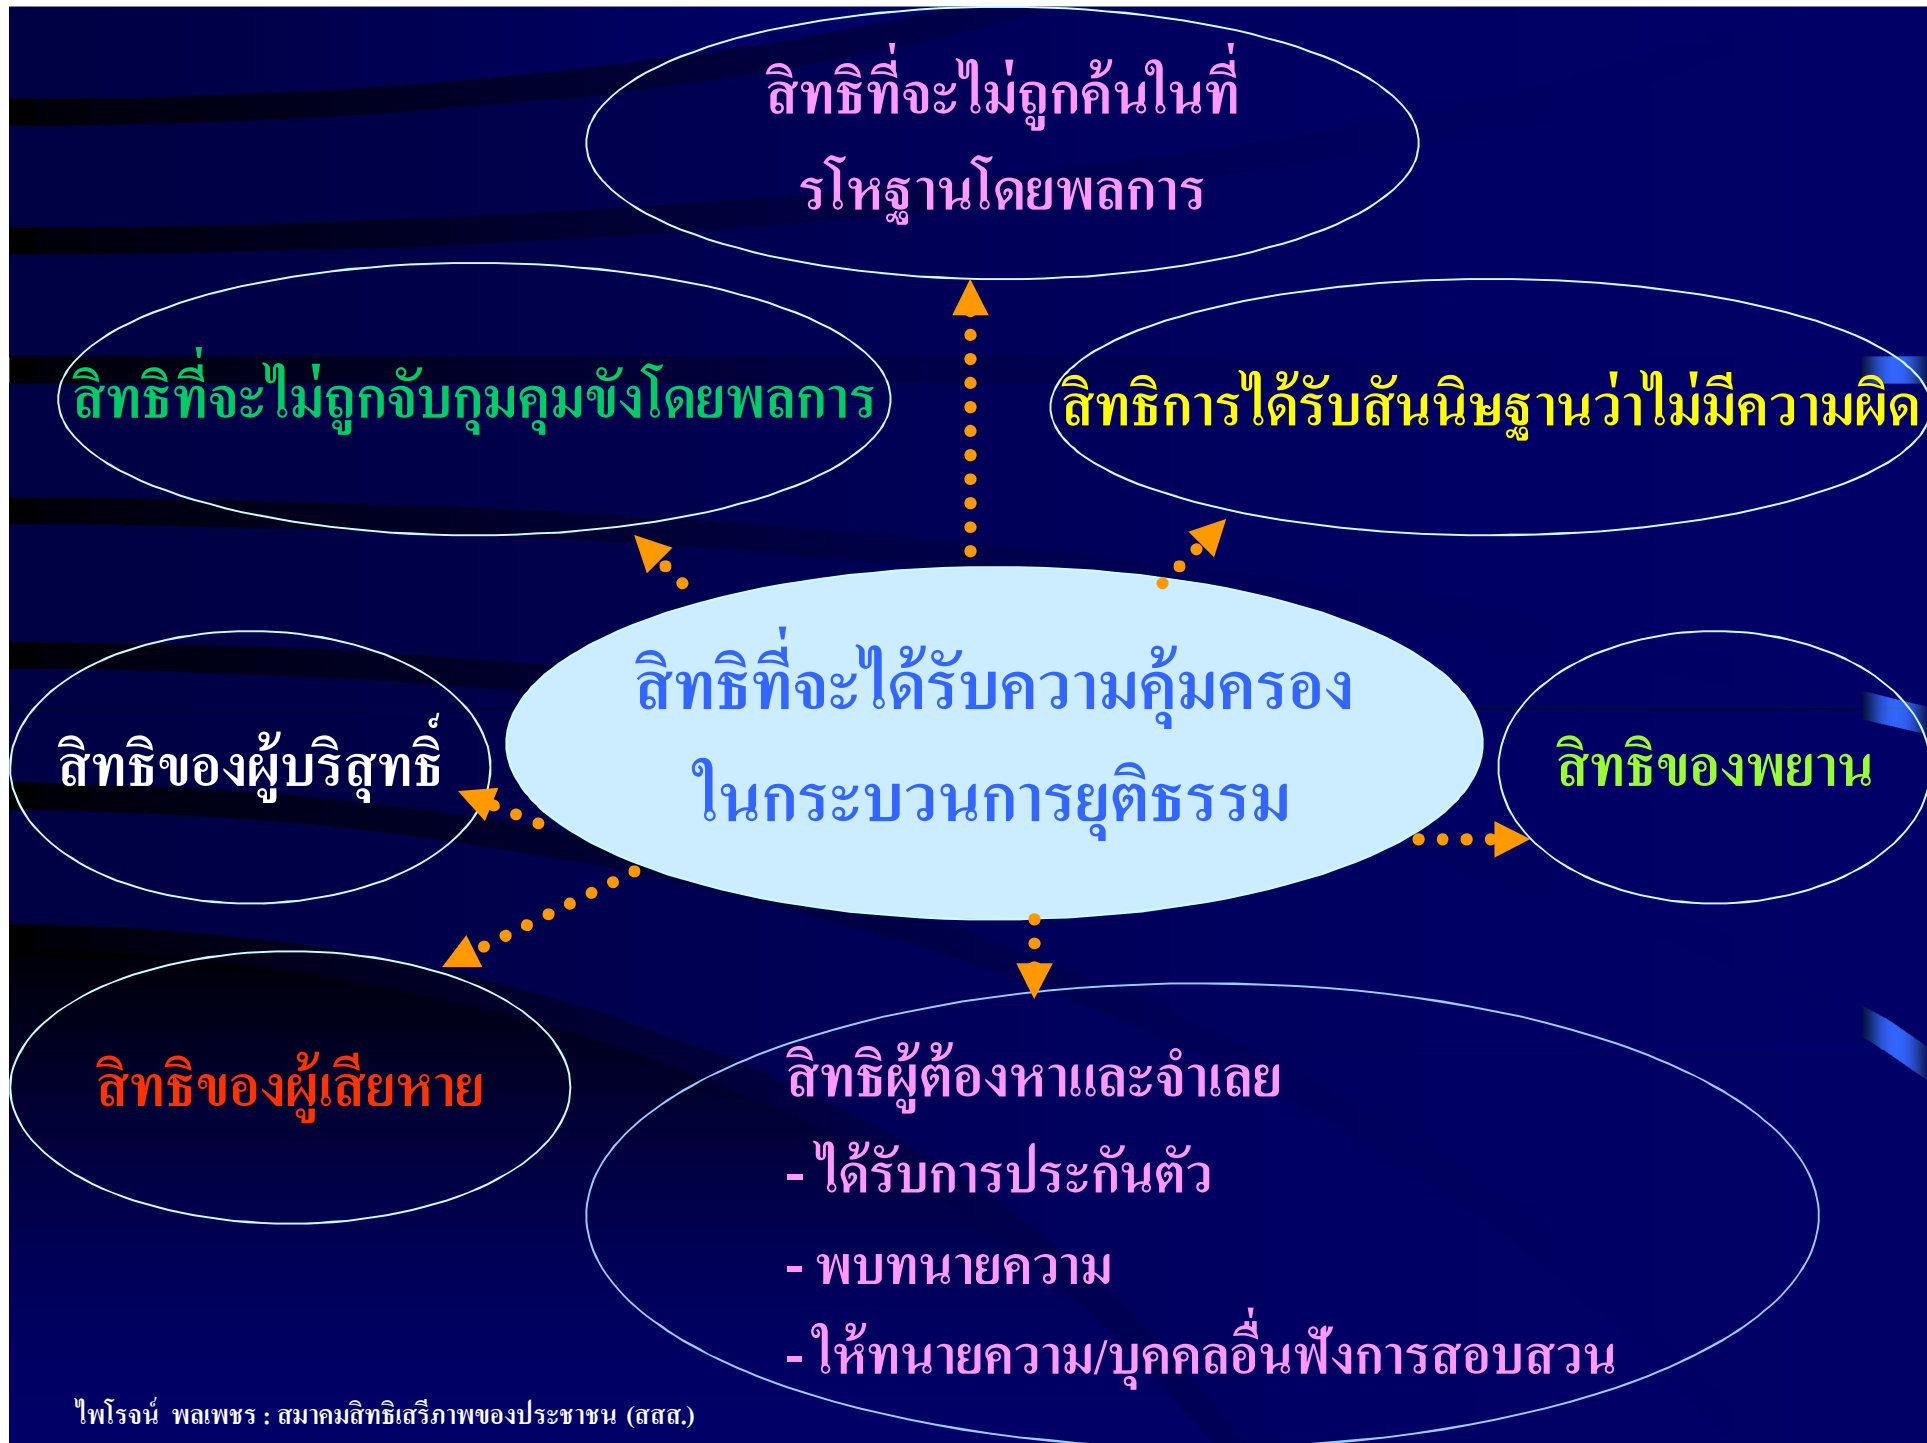 สิทธิที่จะไม่ถูกค้นในที่
รโหฐานโดยพลการ
สิทธิที่จะไม่ถูกจับกุมคุมขังโดยพลการ
สิทธิการได้รับสันนิษฐานว่าไม่มีความผิด
สิทธิที่จะได้รับความคุ้มครอง
ในกระบวนการยุติธรรม
สิทธิของผู้บริสุทธิ์
สิทธิของพยาน
สิทธิของผู้เสียหาย
สิทธิผู้ต้องหาและจำเลย
- ได้รับการประกันตัว
- พบทนายความ
- ให้ทนายความ/บุคคลอื่นฟังการสอบสวน
ไพโรจน์ พลเพชร : สมาคมสิทธิเสรีภาพของประชาชน (สสส.)